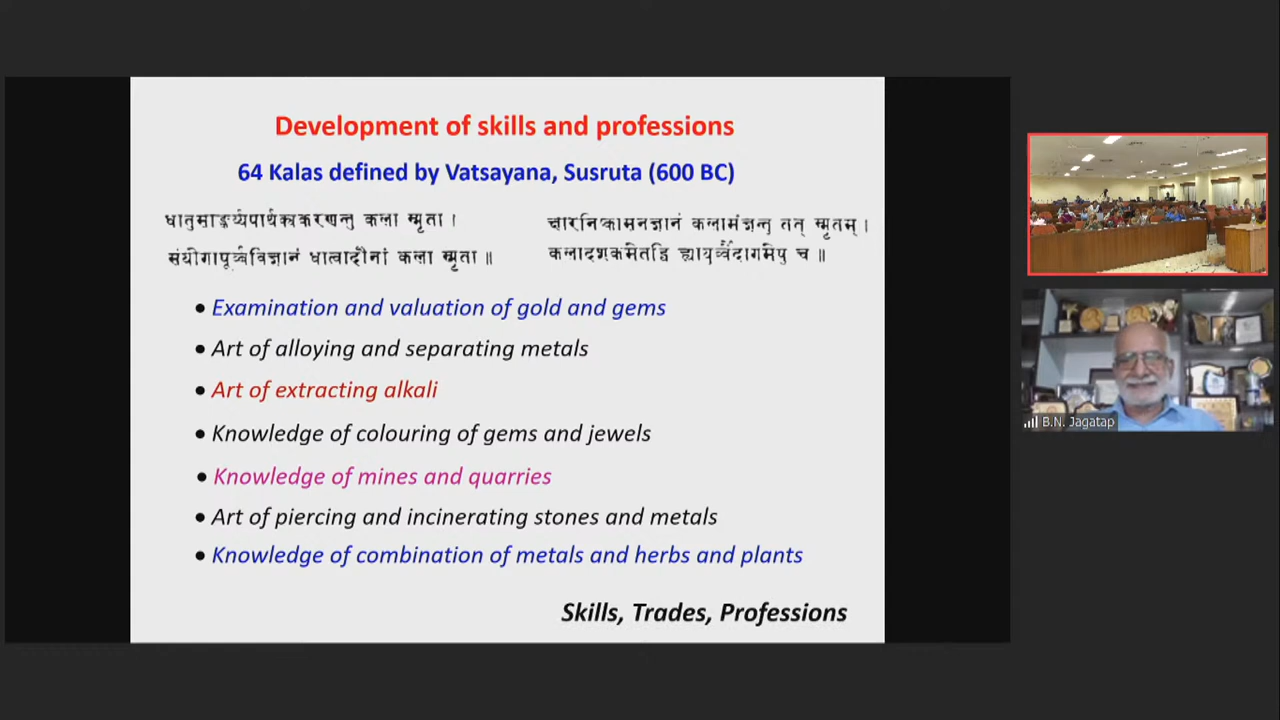 Development of skills and professions
64 Kalas defined by Vatsayana, Susruta (600 BC)
धातुसाङ्कर्य्यपार्थक्यकरणन्तु कला स्मृता ।
संयोगापूर्व्वविज्ञानं धात्वादीनां कला स्मृता ॥
क्षारनिष्कासनज्ञानं कलासंज्ञन्तु तत् स्मृतम् ।
कलादशकमेतद्धि ह्यायुर्व्वेदागमेषु च ॥
• Examination and valuation of gold and gems
• Art of alloying and separating metals
• Art of extracting alkali
• Knowledge of colouring of gems and jewels
• Knowledge of mines and quarries
• Art of piercing and incinerating stones and metals
• Knowledge of combination of metals and herbs and plants
Skills, Trades, Professions
B.N. Jagatap